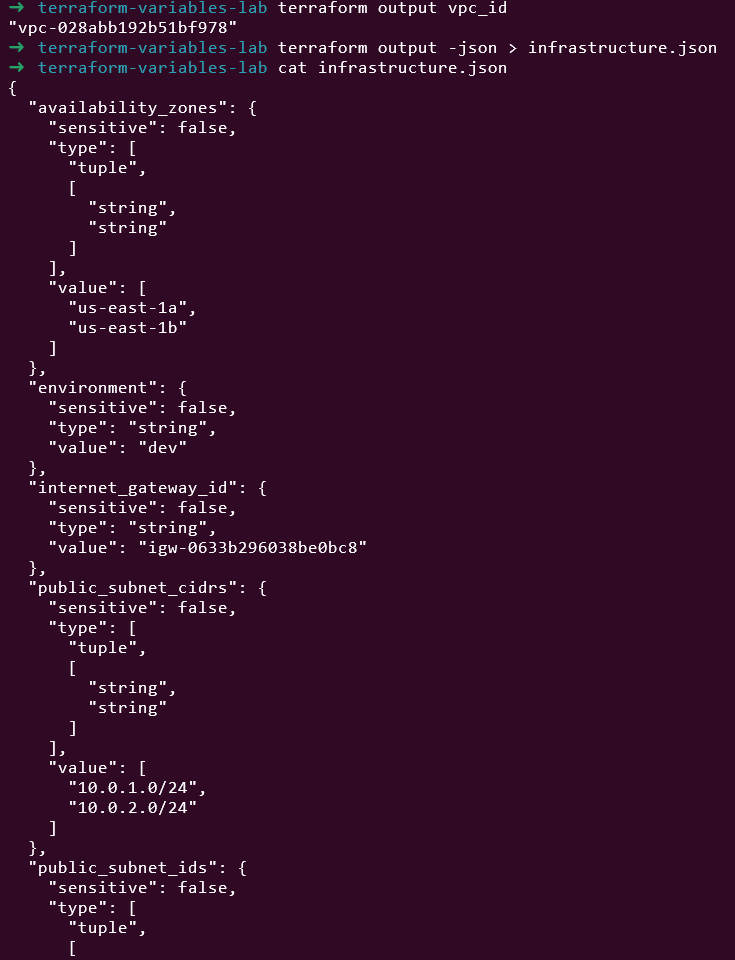 ➜ terraform-variables-lab terraform output vpc_id
"vpc-028abb192b51bf978"
➜ terraform-variables-lab terraform output -json > infrastructure.json
➜ terraform-variables-lab cat infrastructure.json
{
  "availability_zones": {
    "sensitive": false,
    "type": [
      "tuple",
      [
        "string",
        "string"
      ]
    ],
    "value": [
      "us-east-1a",
      "us-east-1b"
    ]
  },
  "environment": {
    "sensitive": false,
    "type": "string",
    "value": "dev"
  },
  "internet_gateway_id": {
    "sensitive": false,
    "type": "string",
    "value": "igw-0633b296038be0bc8"
  },
  "public_subnet_cidrs": {
    "sensitive": false,
    "type": [
      "tuple",
      [
        "string",
        "string"
      ]
    ],
    "value": [
      "10.0.1.0/24",
      "10.0.2.0/24"
    ]
  },
  "public_subnet_ids": {
    "sensitive": false,
    "type": [
      "tuple",
      [